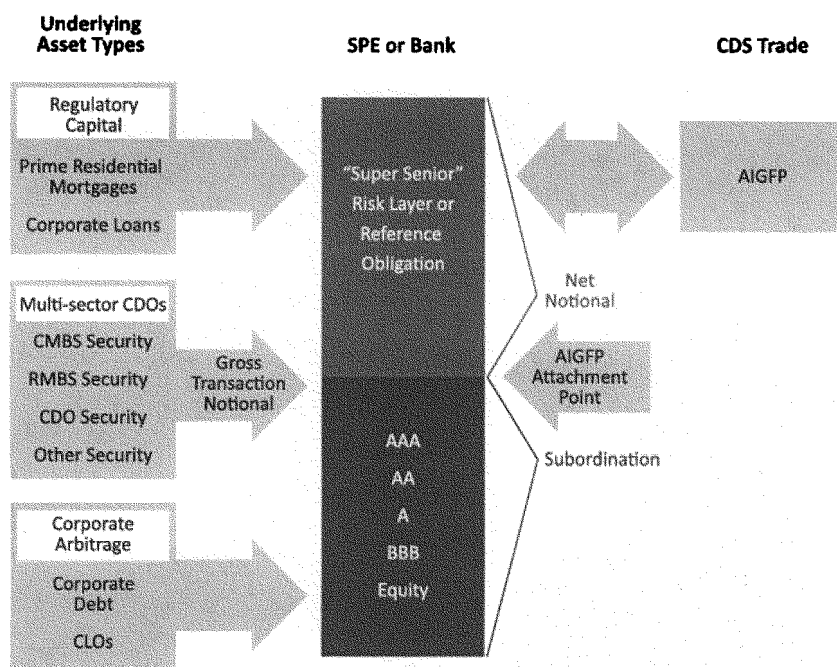 Underlying
Asset Types
SPE or Bank
CDS Trade
Regulatory
Capital
Prime Residential
Mortgages
Corporate Loans
Multi-sector CDOs
CMBS Security
RMBS Security
CDO Security
Other Security
Corporate
Arbitrage
Corporate
Debt
CLOs
Gross
Transaction
Notional
"Super Senior"
Risk Layer or
Reference
Obligation
AAA
AA
A
BBB
Equity
Net
Notional
AIGFP
Attachment
Point
Subordination
AIGFP